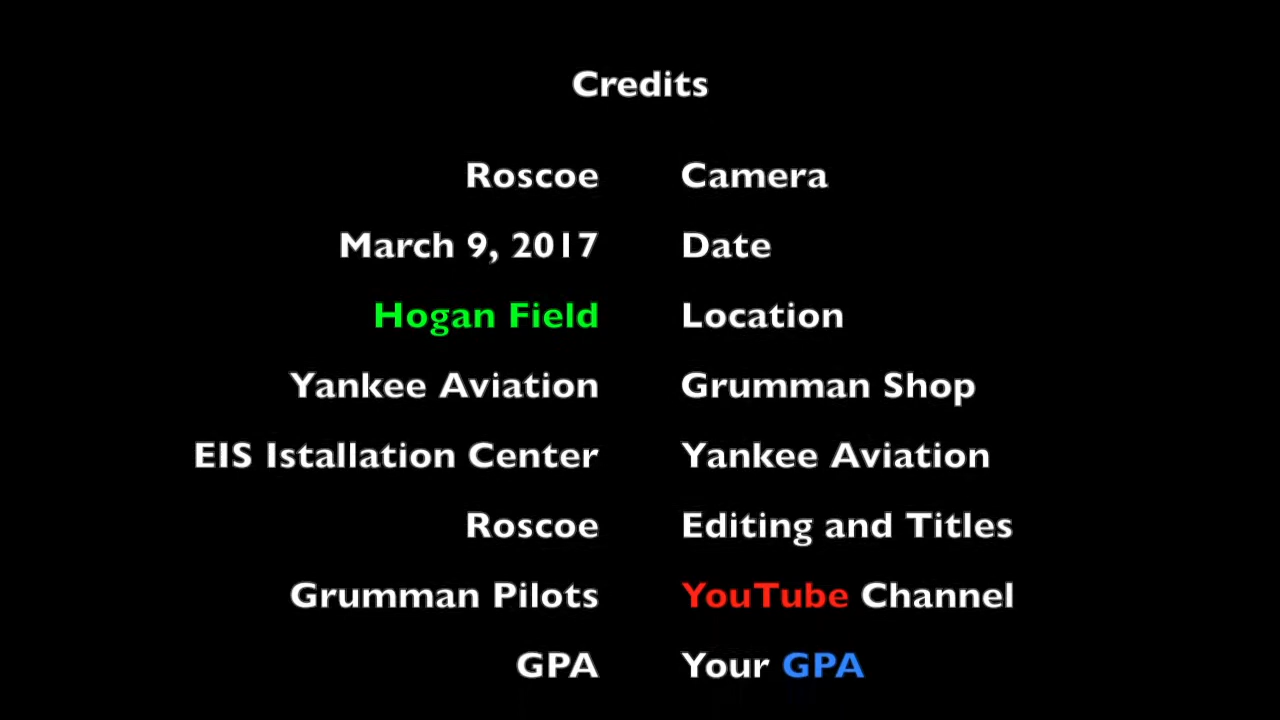 Credits
Roscoe Camera
March 9, 2017 Date
Hogan Field Location
Yankee Aviation Grumman Shop
EIS Istallation Center Yankee Aviation
Roscoe Editing and Titles
Grumman Pilots YouTube Channel
GPA Your GPA